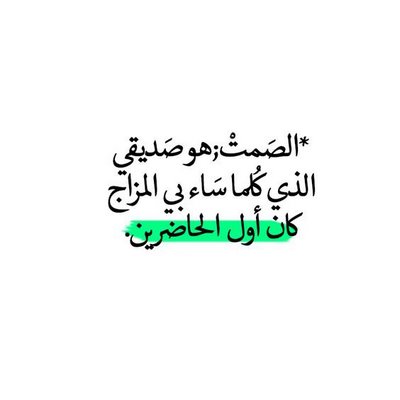 *الصَمتْ;هو صَديقي
الذي كُلما سَاء بي المزاج
كان أول الحاضرين.